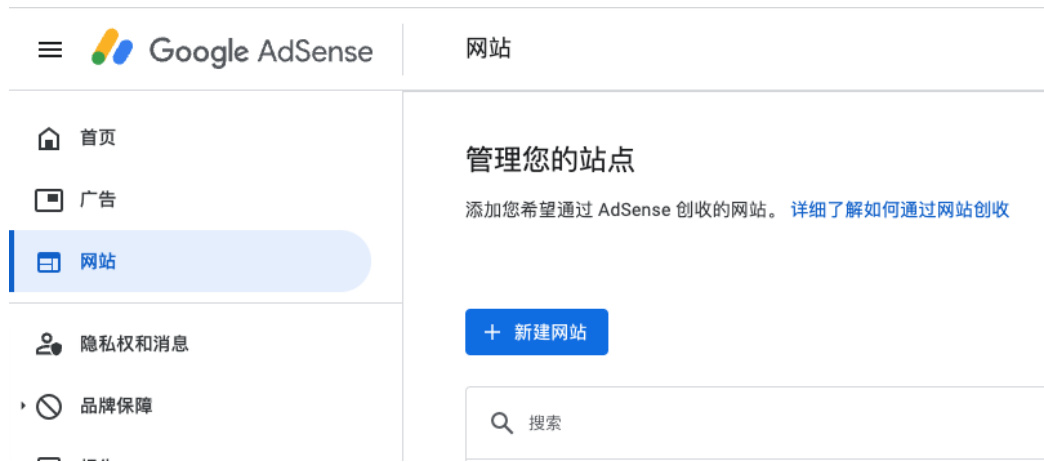 Google AdSense
网站
首页
广告
网站
隐私权和消息
品牌保障
管理您的站点
添加您希望通过 AdSense 创收的网站。 详细了解如何通过网站创收
+ 新建网站
搜索